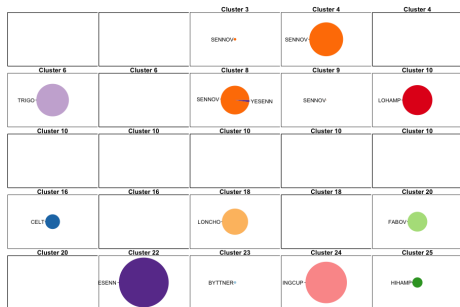 Cluster 3 Cluster 4 Cluster 4
SENNOV SENNOV
Cluster 6 Cluster 6 Cluster 8 Cluster 9 Cluster 10
TRIGO SENNOV YESENN SENNOV LOHAMP
Cluster 10 Cluster 10 Cluster 10 Cluster 10 Cluster 10
Cluster 16 Cluster 16 Cluster 18 Cluster 18 Cluster 20
CELT LONCHO FABOV
Cluster 20 Cluster 22 Cluster 23 Cluster 24 Cluster 25
ESENN BYTTNER INGCUP HIHAMP